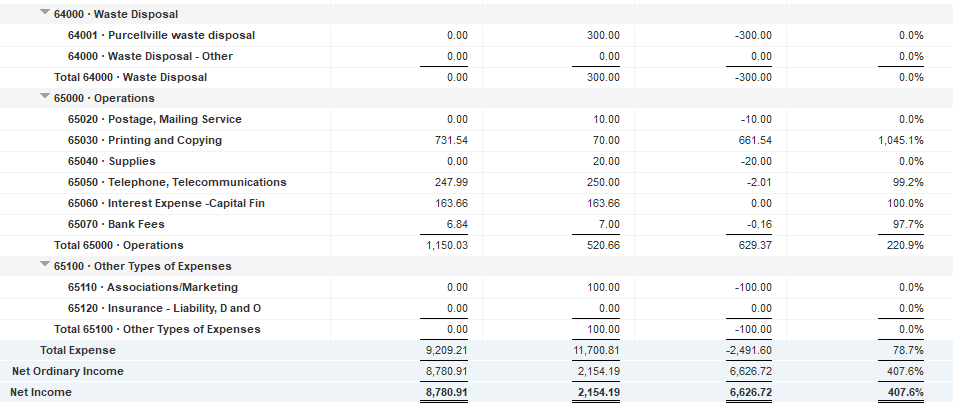 64000 · Waste Disposal
64001 · Purcellville waste disposal 0.00 300.00 -300.00 0.0%
64000 · Waste Disposal - Other 0.00 0.00 0.00 0.0%
Total 64000 · Waste Disposal 0.00 300.00 -300.00 0.0%
65000 · Operations
65020 · Postage, Mailing Service 0.00 10.00 -10.00 0.0%
65030 · Printing and Copying 731.54 70.00 661.54 1,045.1%
65040 · Supplies 0.00 20.00 -20.00 0.0%
65050 · Telephone, Telecommunications 247.99 250.00 -2.01 99.2%
65060 · Interest Expense -Capital Fin 163.66 163.66 0.00 100.0%
65070 · Bank Fees 6.84 7.00 -0.16 97.7%
Total 65000 · Operations 1,150.03 520.66 629.37 220.9%
65100 · Other Types of Expenses
65110 · Associations/Marketing 0.00 100.00 -100.00 0.0%
65120 · Insurance - Liability, D and O 0.00 0.00 0.00 0.0%
Total 65100 · Other Types of Expenses 0.00 100.00 -100.00 0.0%
Total Expense 9,209.21 11,700.81 -2,491.60 78.7%
Net Ordinary Income 8,780.91 2,154.19 6,626.72 407.6%
Net Income 8,780.91 2,154.19 6,626.72 407.6%